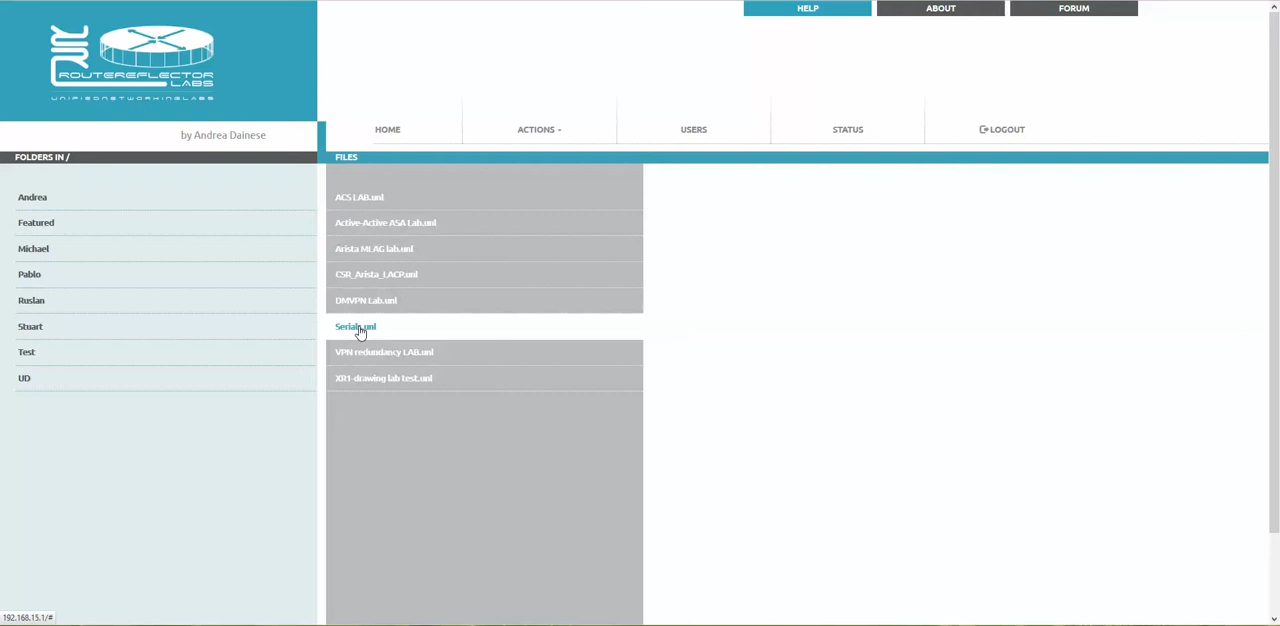 HELP
ABOUT
FORUM
ROUTEREFLECTOR
LABS
UNIFIEDNETWORKINGLABS
by Andrea Dainese
HOME
ACTIONS
USERS
STATUS
LOGOUT
FOLDERS IN /
FILES
Andrea
Featured
Michael
Pablo
Ruslan
Stuart
Test
UD
ACS LAB.unl
Active-Active ASA Lab.unl
Arista MLAG lab.unl
CSR_Arista_LACP.unl
DMVPN Lab.unl
Serials.unl
VPN redundancy LAB.unl
XR1-drawing lab test.unl
192.168.15.1/#